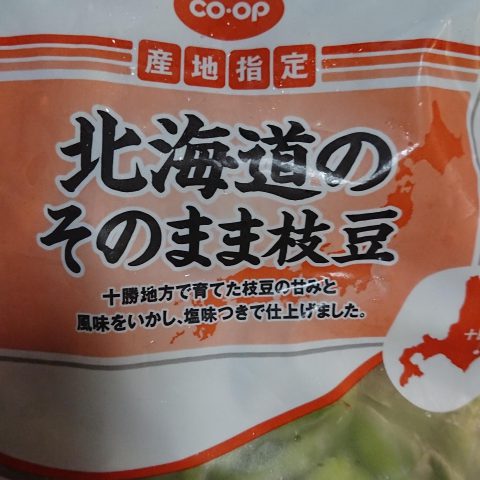 CO·OP
産地指定
北海道の
そのまま枝豆
十勝地方で育てた枝豆の甘みと
風味をいかし、塩味つきで仕上げました。